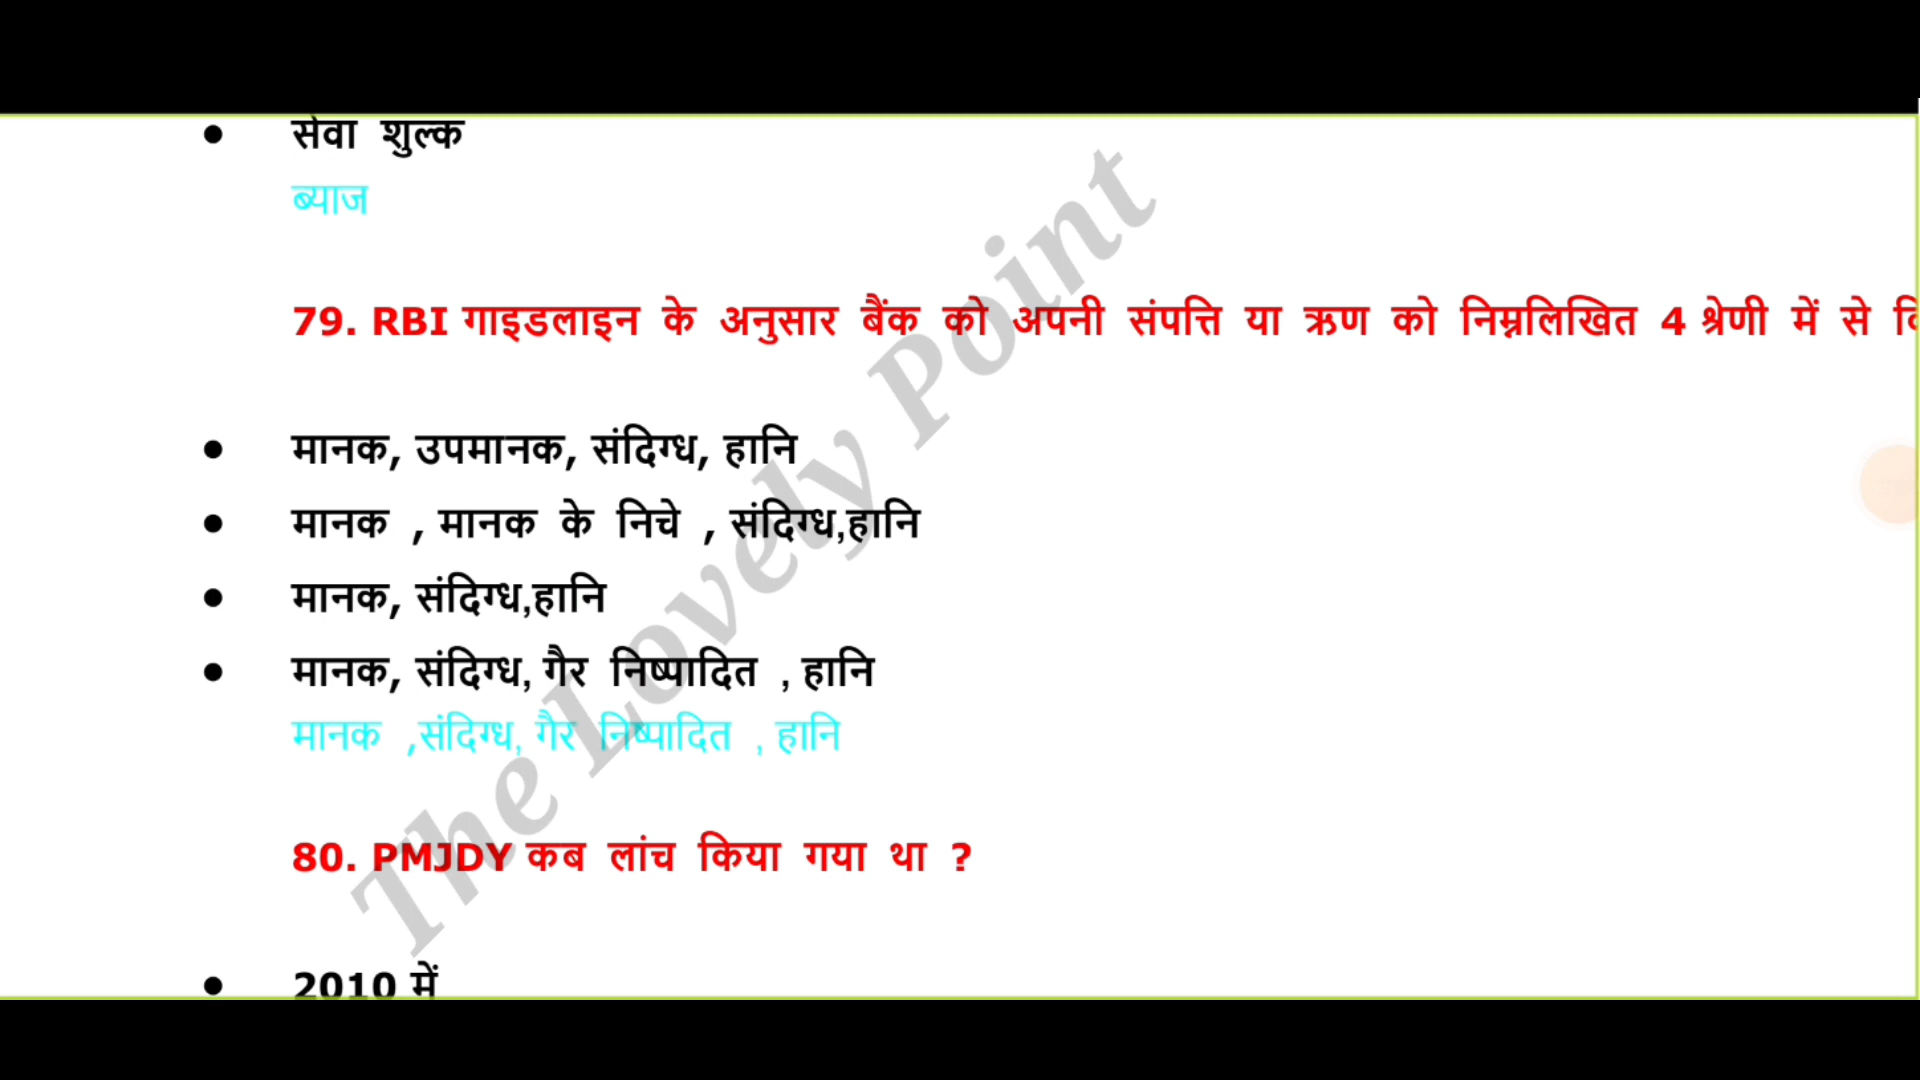 सेवा शुल्क
ब्याज
79. RBI गाइडलाइन के अनुसार बैंक को अपनी संपत्ति या ऋण को निम्नलिखित 4 श्रेणी में से
मानक, उपमानक, संदिग्ध, हानि
मानक , मानक के निचे , संदिग्ध,हानि
मानक, संदिग्ध,हानि
मानक, संदिग्ध, गैर निष्पादित , हानि
मानक ,संदिग्ध, गैर निष्पादित , हानि
80. PMJDY कब लांच किया गया था ?
2010 में
The Lovely Point